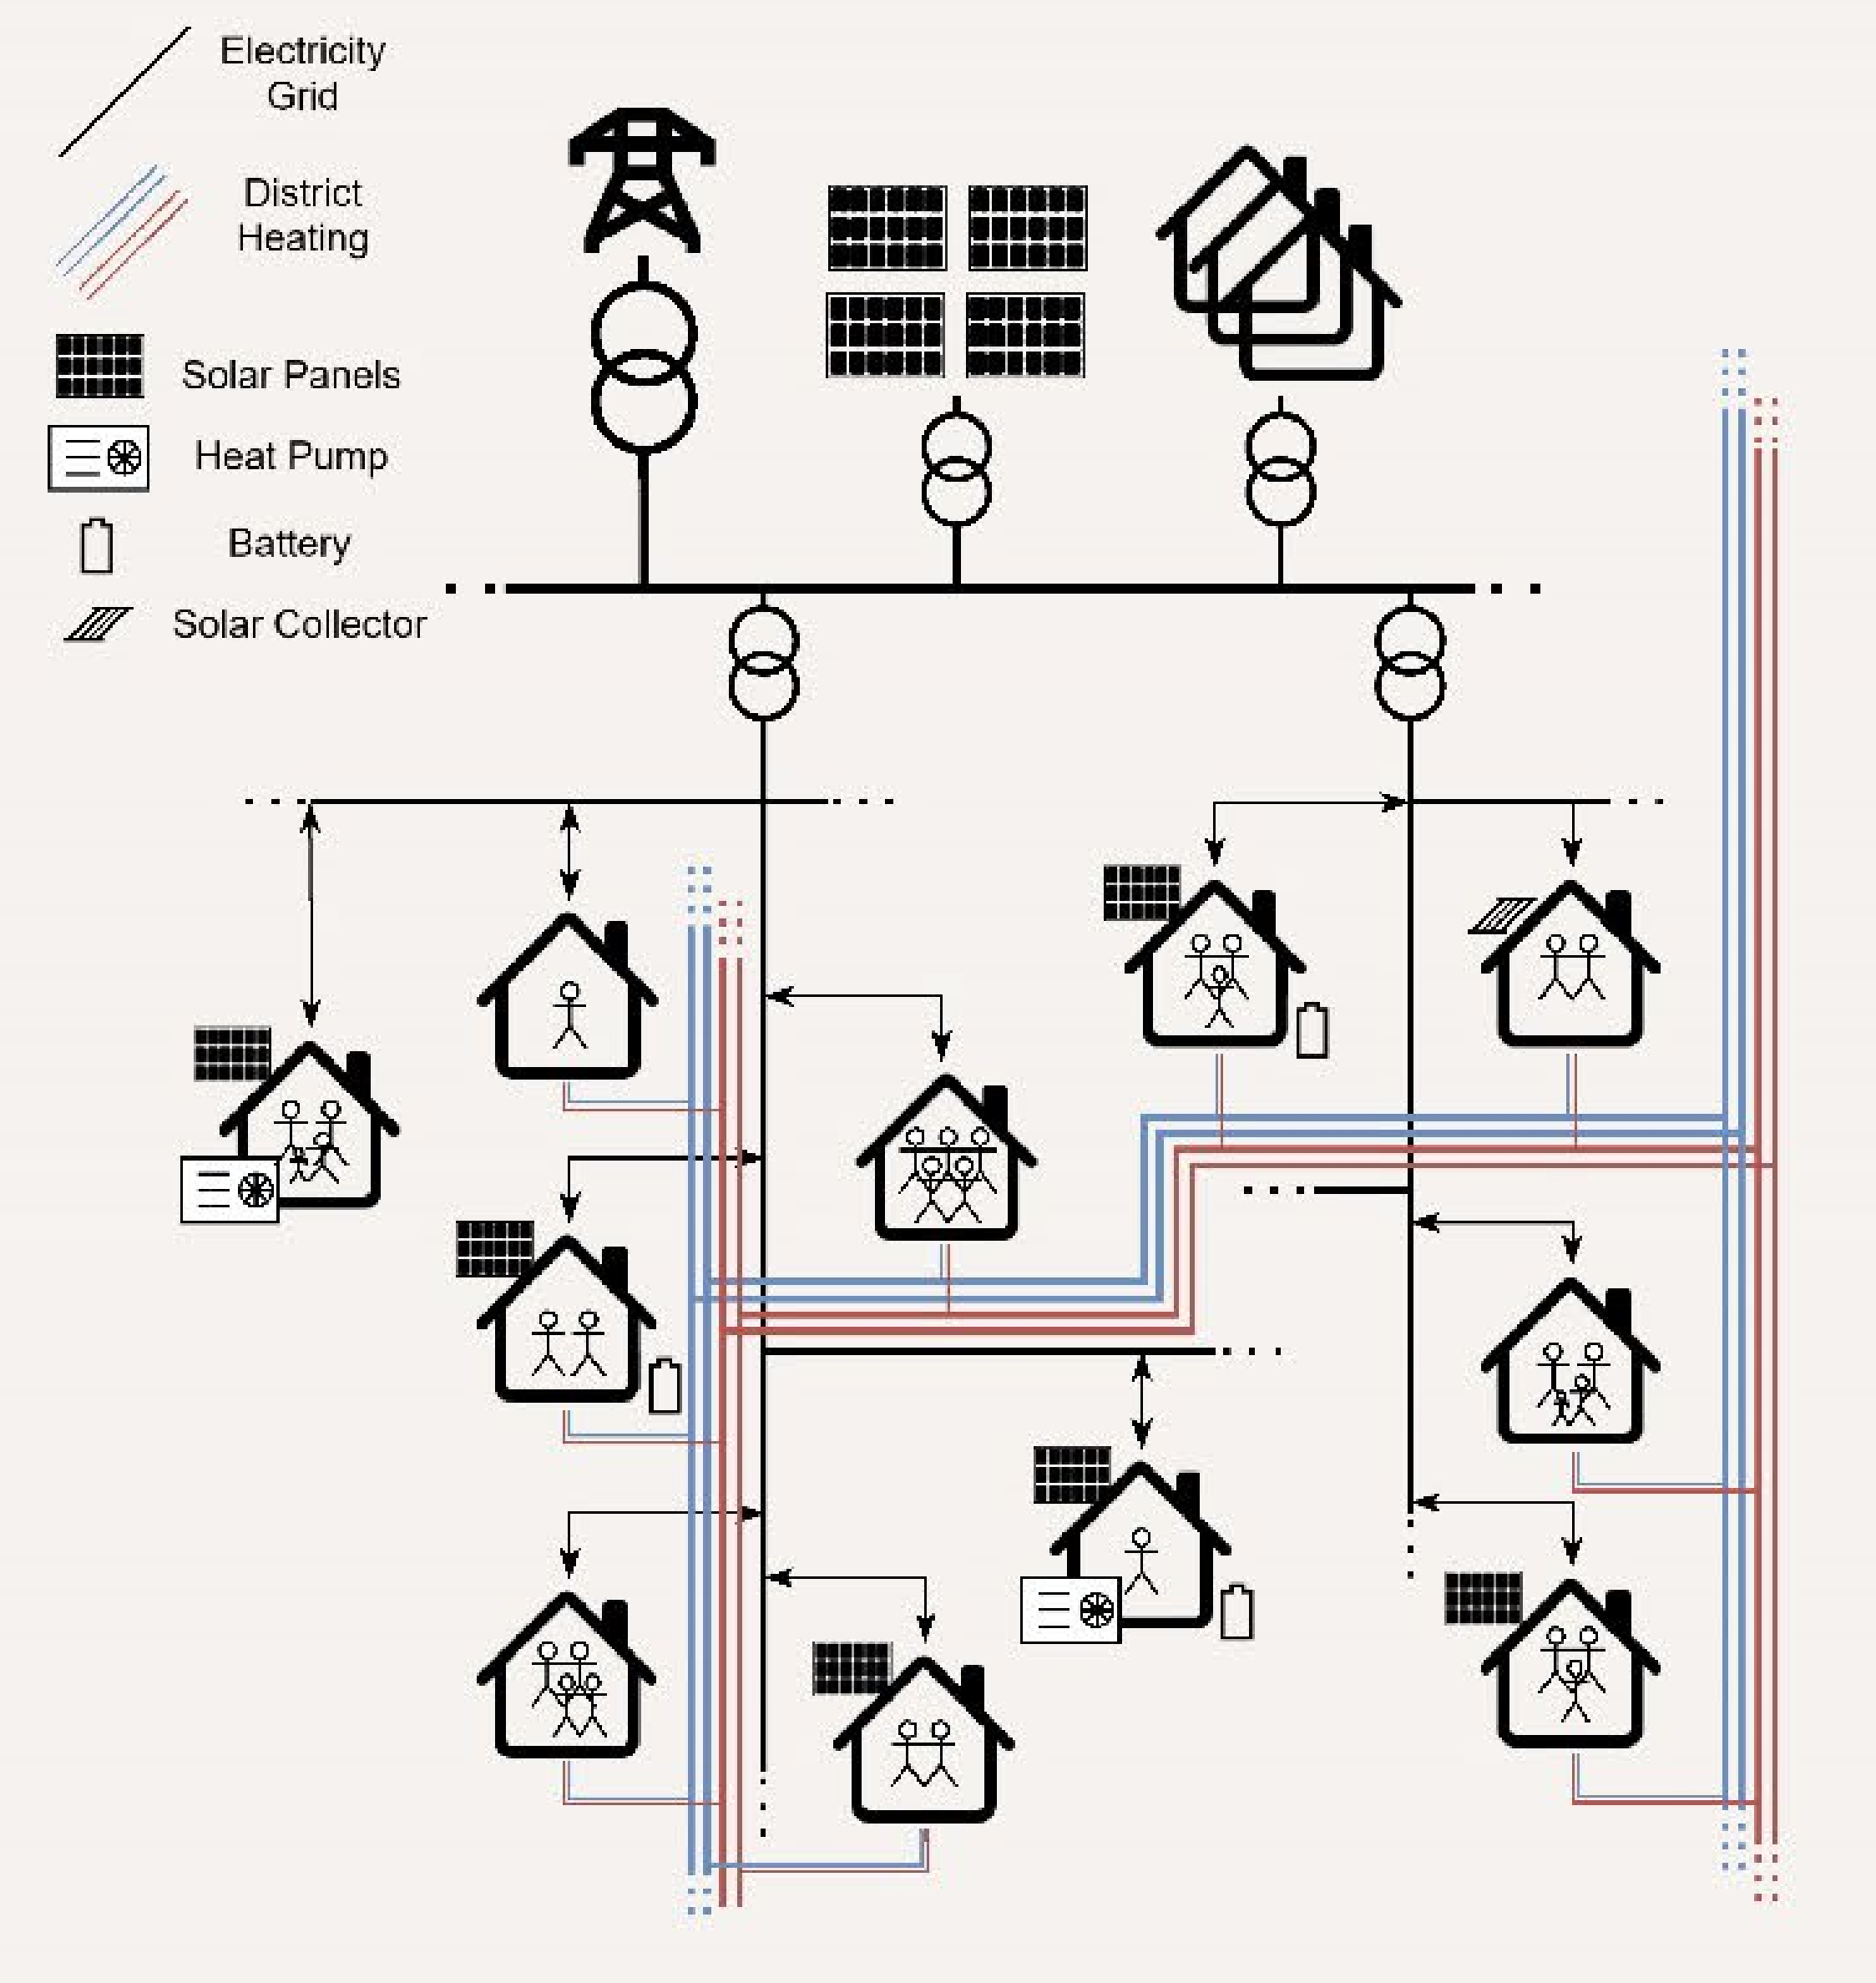 Electricity
Grid
District
Heating
Solar Panels
Heat Pump
Battery
Solar Collector